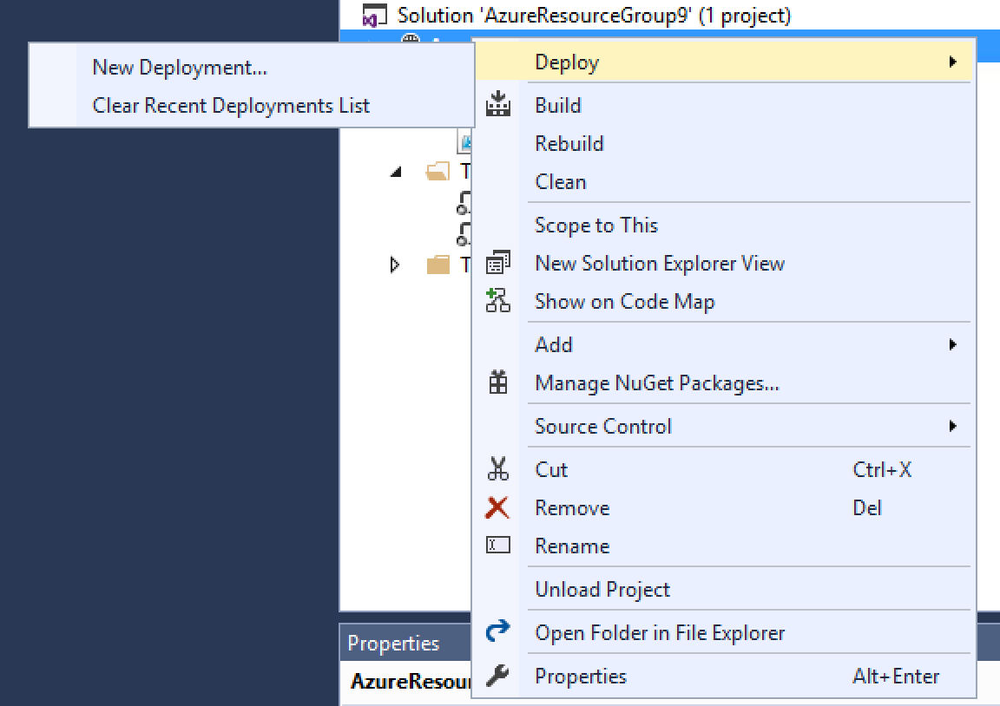 Solution 'AzureResourceGroup9' (1 project)
New Deployment...
Clear Recent Deployments List
Deploy
Build
Rebuild
Clean
Scope to This
New Solution Explorer View
Show on Code Map
Add
Manage NuGet Packages...
Source Control
Cut Ctrl+X
Remove Del
Rename
Unload Project
Open Folder in File Explorer
Properties Alt+Enter
Properties